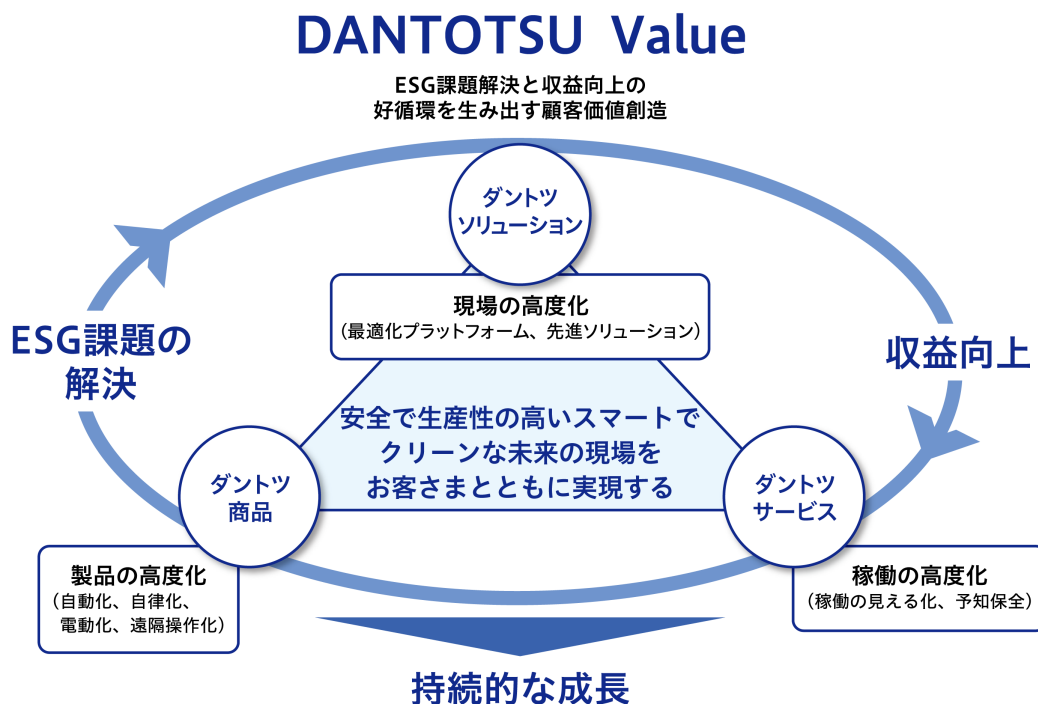 DANTOTSU Value
ESG課題解決と収益向上の
好循環を生み出す顧客価値創造
ダントツ
ソリューション
現場の高度化
（最適化プラットフォーム、先進ソリューション）
ESG課題の
解決
収益向上
安全で生産性の高いスマートで
クリーンな未来の現場を
お客さまとともに実現する
ダントツ
商品
ダントツ
サービス
製品の高度化
（自動化、自律化、
電動化、遠隔操作化）
稼働の高度化
（稼働の見える化、予知保全）
持続的な成長